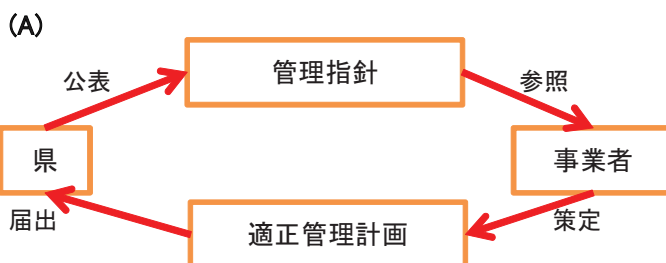 (A)
管理指針
公表
参照
県
事業者
届出
策定
適正管理計画